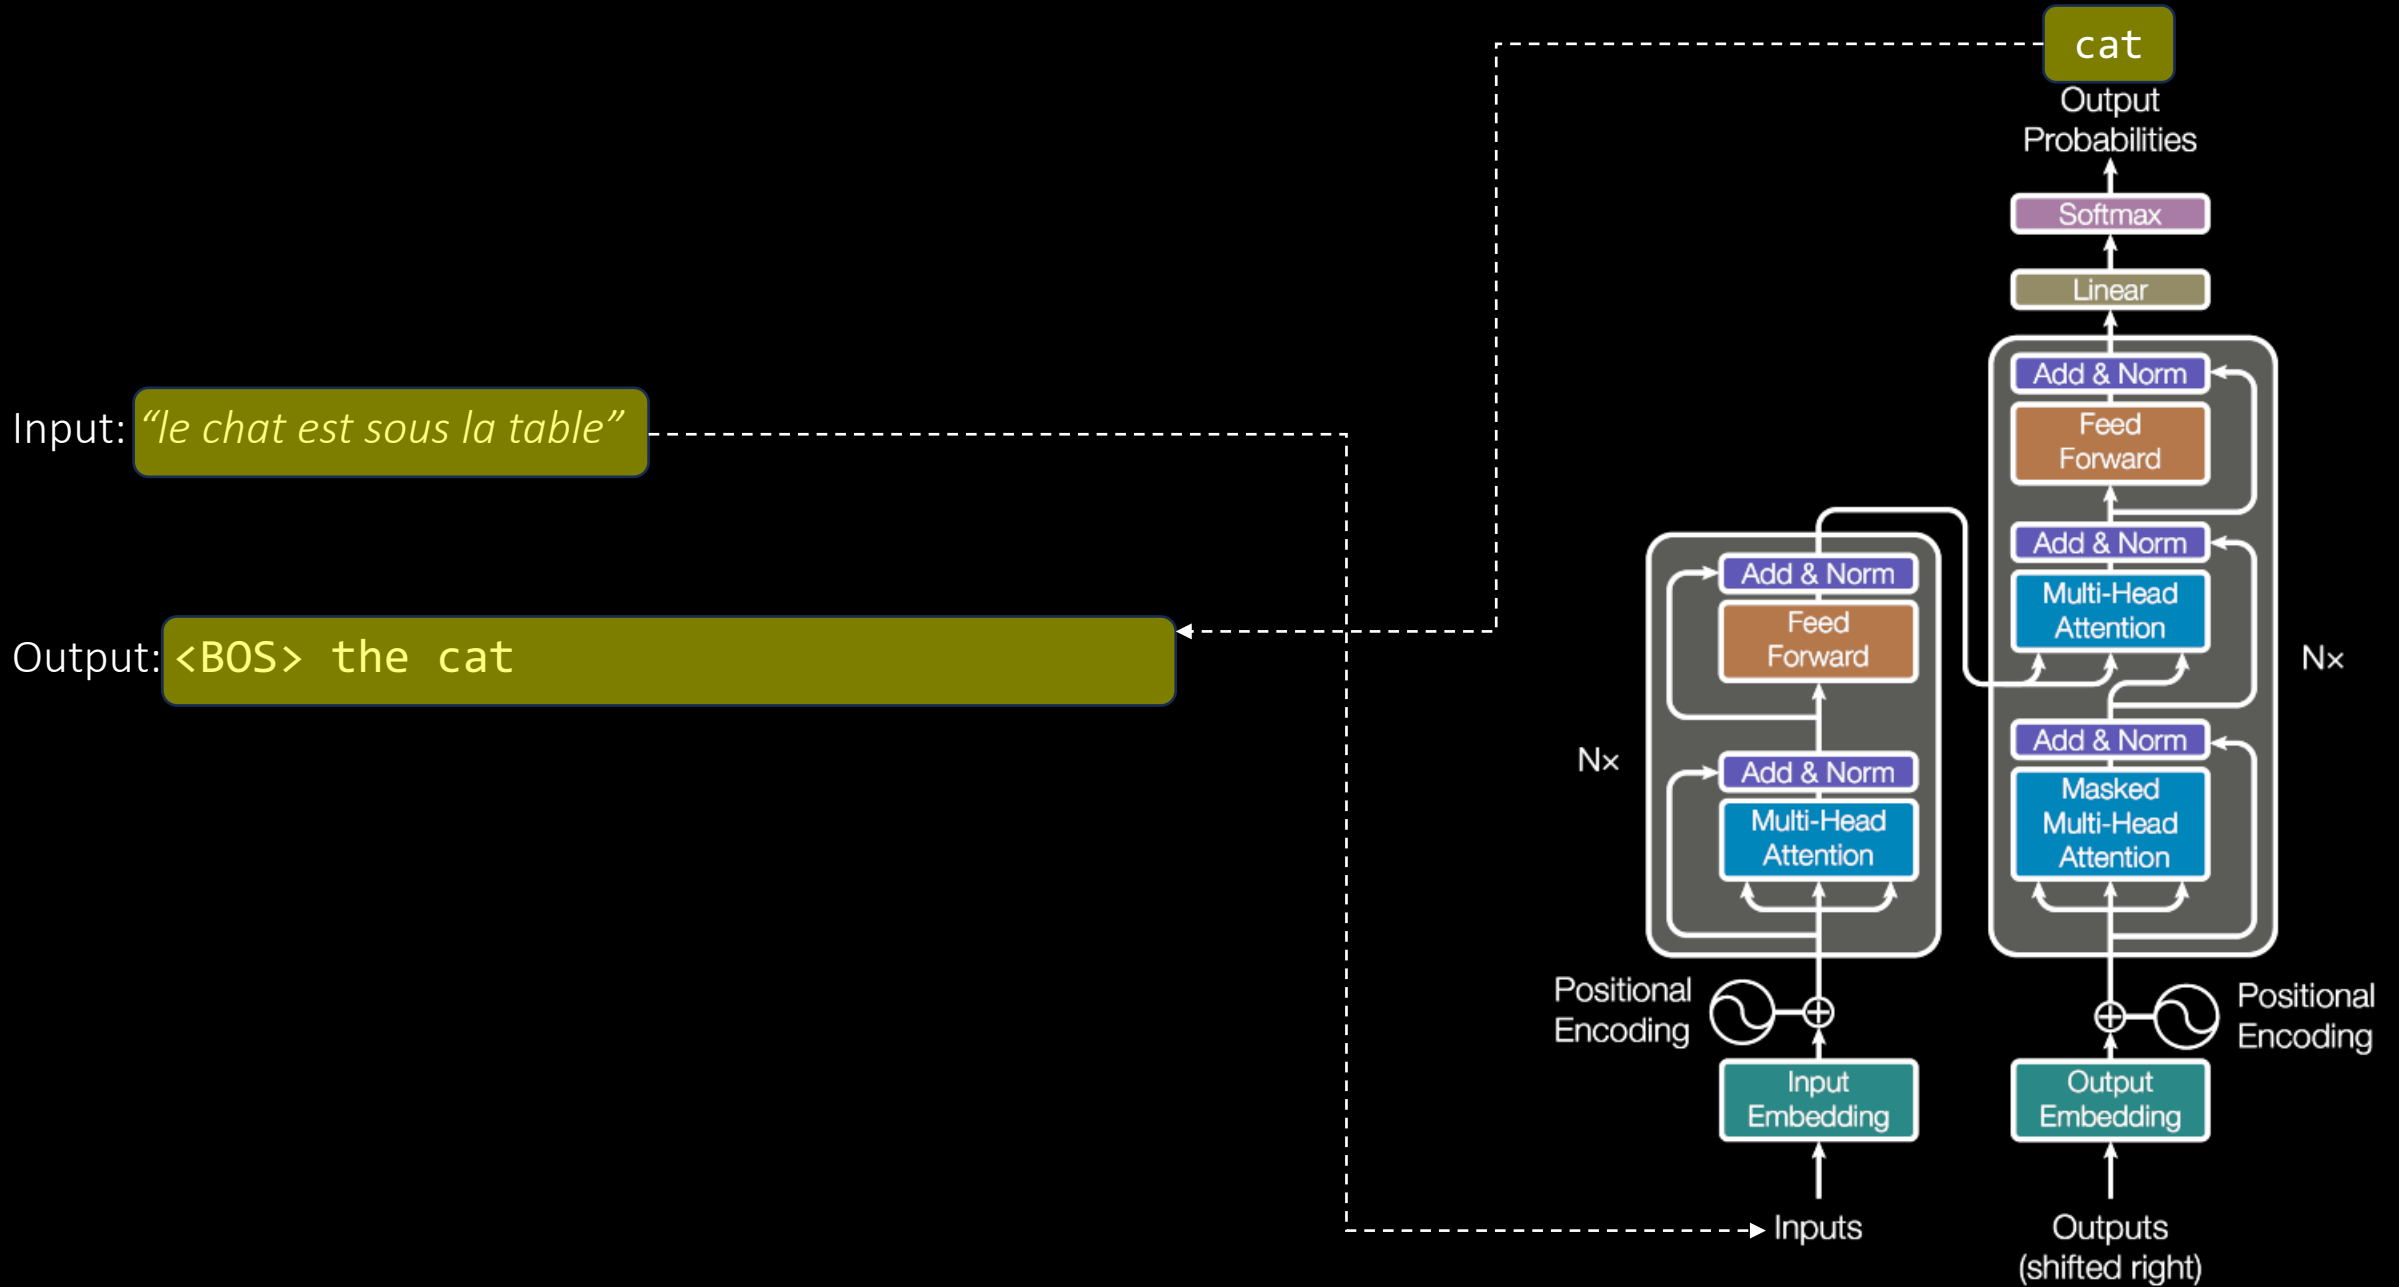 Input: “le chat est sous la table”
Output: <BOS> the cat
cat
Output
Probabilities
Softmax
Linear
Add & Norm
Feed
Forward
Add & Norm
Multi-Head
Attention
Nx
Add & Norm
Masked
Multi-Head
Attention
Positional
Encoding
Output
Embedding
Outputs
(shifted right)
Add & Norm
Feed
Forward
Nx
Add & Norm
Multi-Head
Attention
Positional
Encoding
Input
Embedding
Inputs